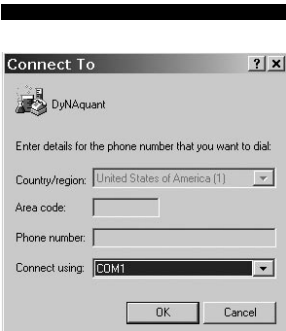 Connect To
DyNAquant
Enter details for the phone number that you want to dial:
Country/region: United States of America (1)
Area code:
Phone number:
Connect using: COM1
OK Cancel